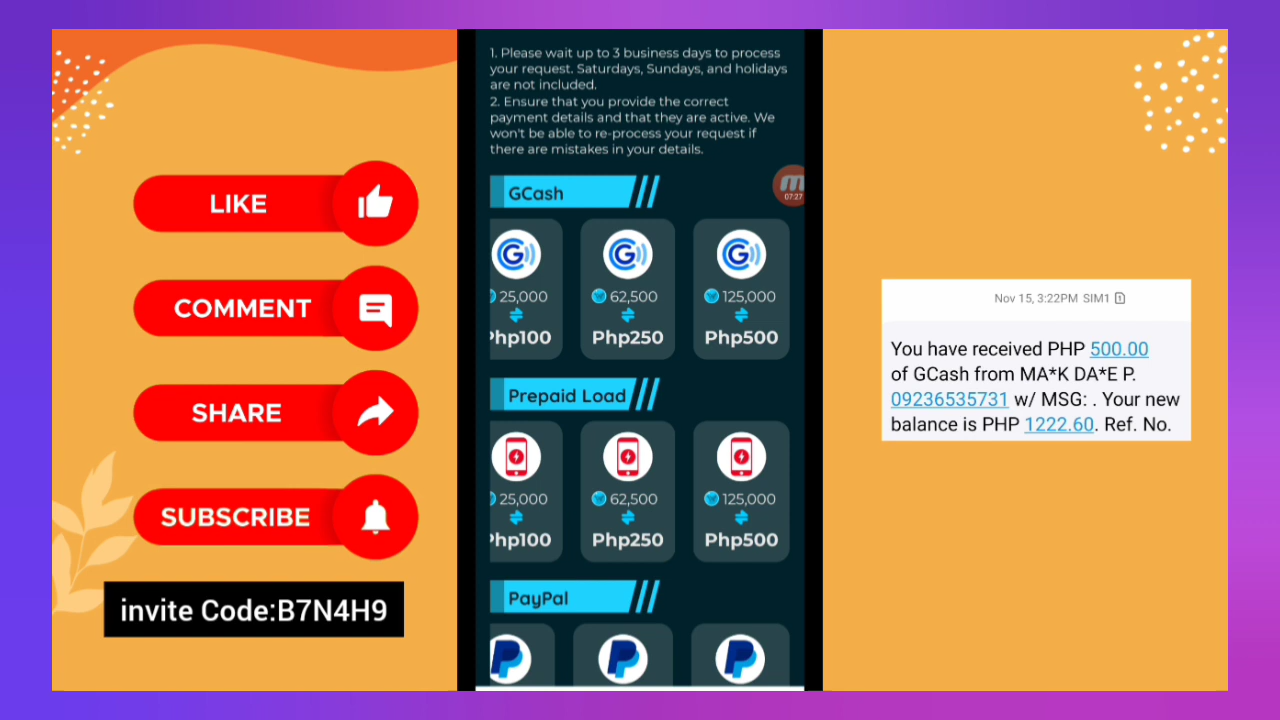 LIKE
COMMENT
SHARE
SUBSCRIBE
invite Code:B7N4H9
1. Please wait up to 3 business days to process
your request. Saturdays, Sundays, and holidays
are not included.
2. Ensure that you provide the correct
payment details and that they are active. We
won't be able to re-process your request if
there are mistakes in your details.
07:27
GCash
25,000 62,500 125,000
Php100 Php250 Php500
Prepaid Load
25,000 62,500 125,000
Php100 Php250 Php500
PayPal
Nov 15, 3:22PM SIM1 1
You have received PHP 500.00
of GCash from MA*K DA*E P.
09236535731 w/ MSG: . Your new
balance is PHP 1222.60. Ref. No.